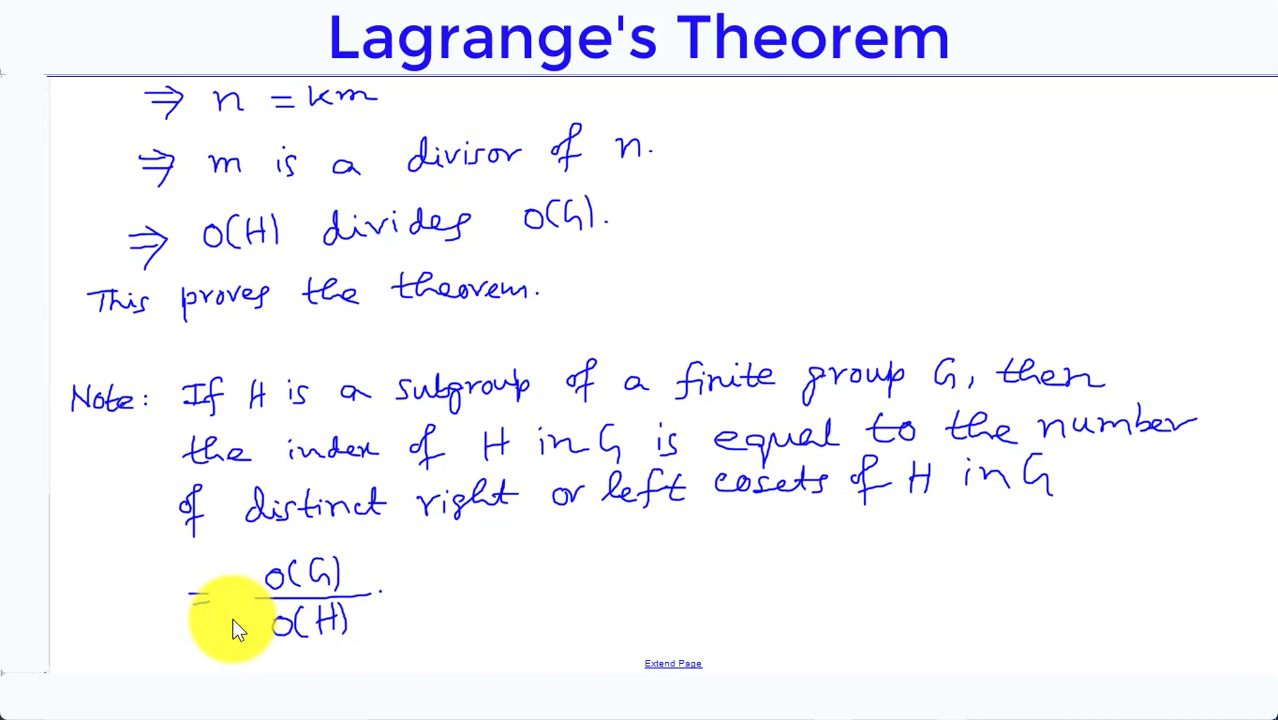 Lagrange's Theorem
⇒ n = km
⇒ m is a divisor of n.
⇒ O(H) divides O(G).
This proves the theorem.
Note: If H is a subgroup of a finite group G, then
the index of H in G is equal to the number
of distinct right or left cosets of H in G
= O(G)
O(H) .
Extend Page